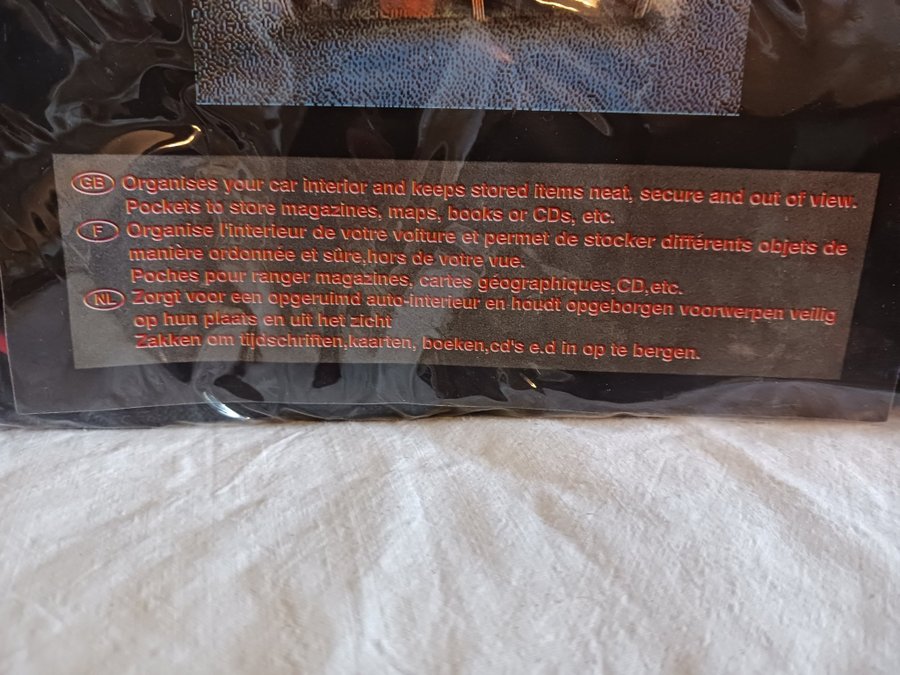 GB Organises your car interior and keeps stored items neat, secure and out of view.
Pockets to store magazines, maps, books or CDs, etc.
F Organise l'interieur de votre voiture et permet de stocker différents objets de
manière ordonnée et sûre,hors de votre vue.
Poches pour ranger magazines, cartes géographiques,CD,etc.
NL Zorgt voor een opgeruimd auto-interieur en houdt opgeborgen voorwerpen veilig
op hun plaats en uit het zicht
Zakken om tijdschriften,kaarten, boeken,cd's e.d in op te bergen.